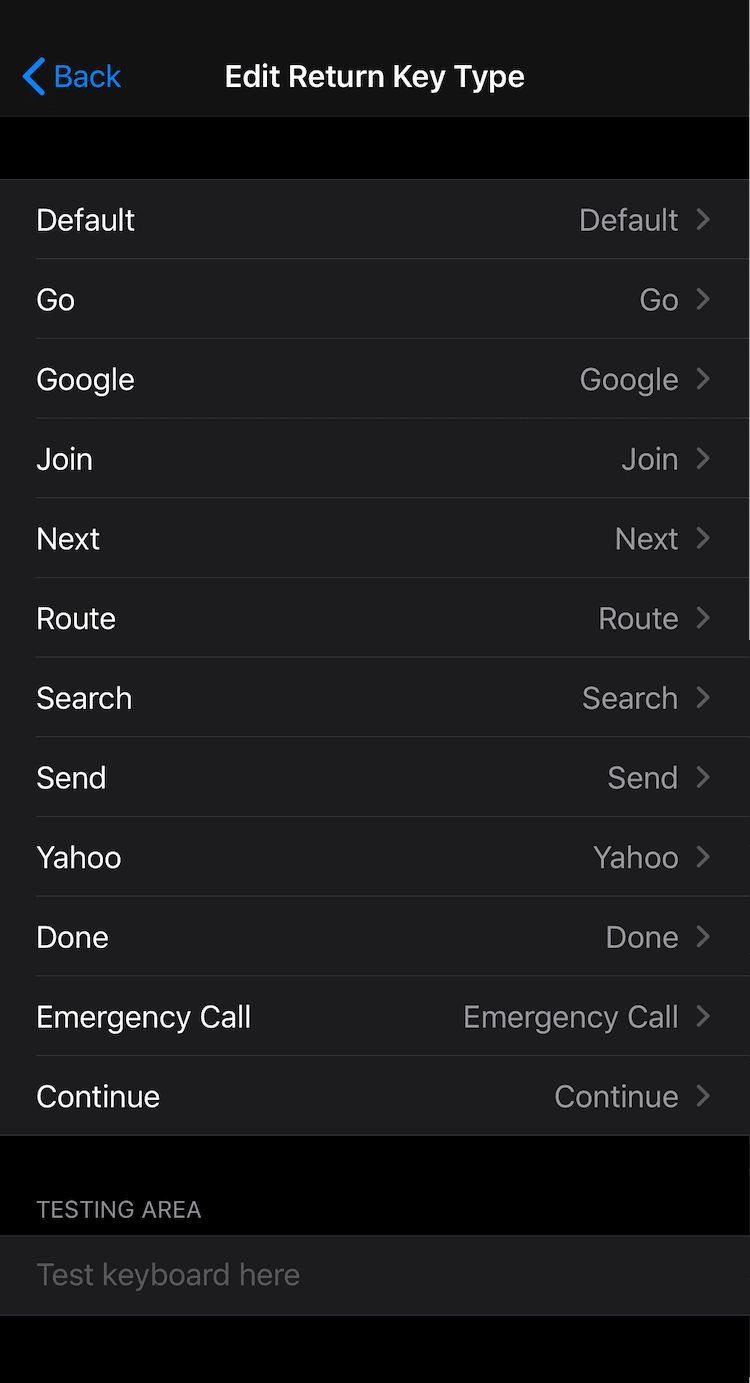 Back Edit Return Key Type
Default Default
Go Go
Google Google
Join Join
Next Next
Route Route
Search Search
Send Send
Yahoo Yahoo
Done Done
Emergency Call Emergency Call
Continue Continue
TESTING AREA
Test keyboard here